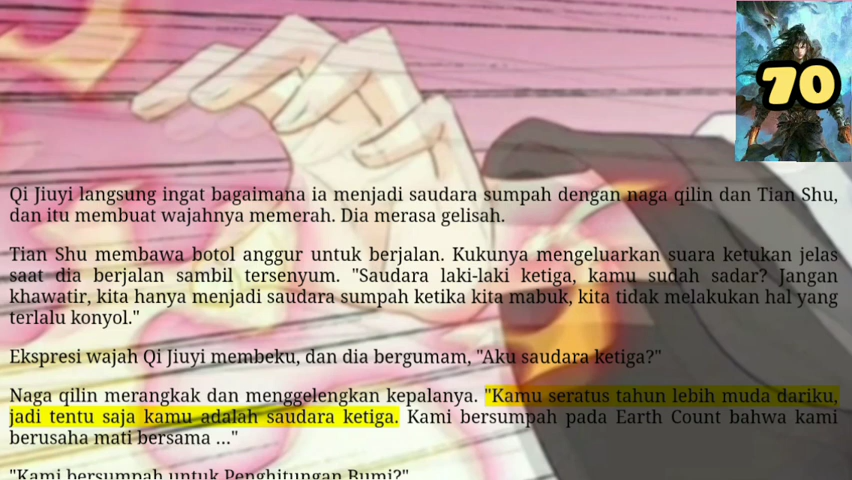 70
Qi Jiuyi langsung ingat bagaimana ia menjadi saudara sumpah dengan naga qilin dan Tian Shu,
dan itu membuat wajahnya memerah. Dia merasa gelisah.
Tian Shu membawa botol anggur untuk berjalan. Kukunya mengeluarkan suara ketukan jelas
saat dia berjalan sambil tersenyum. "Saudara laki-laki ketiga, kamu sudah sadar? Jangan
khawatir, kita hanya menjadi saudara sumpah ketika kita mabuk, kita tidak melakukan hal yang
terlalu konyol."
Ekspresi wajah Qi Jiuyi membeku, dan dia bergumam, "Aku saudara ketiga?"
Naga qilin merangkak dan menggelengkan kepalanya. "Kamu seratus tahun lebih muda dariku,
jadi tentu saja kamu adalah saudara ketiga. Kami bersumpah pada Earth Count bahwa kami
berusaha mati bersama ..."
"Kami bersumpah untuk Penghitungan Bumi?"